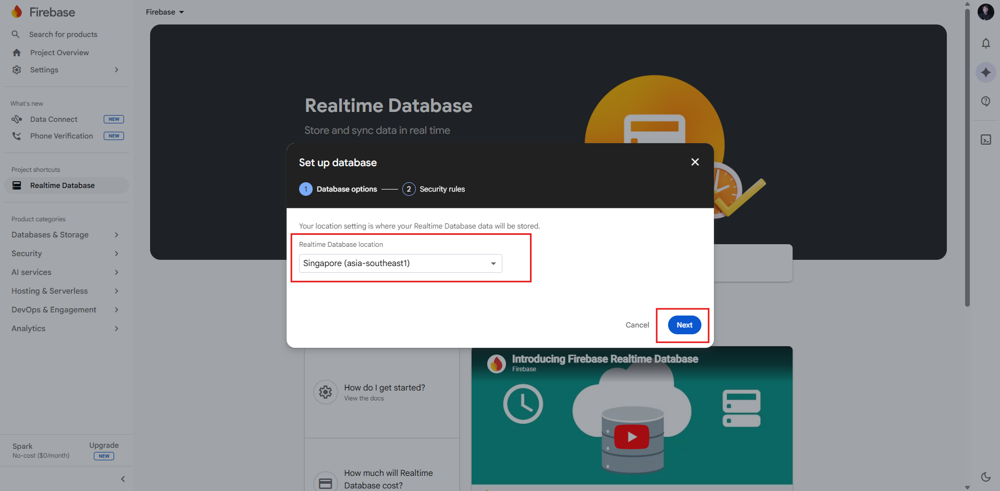 Firebase
Search for products
Project Overview
Settings
What's new
Data Connect
NEW
Phone Verification
NEW
Project shortcuts
Realtime Database
Product categories
Databases & Storage
Security
AI services
Hosting & Serverless
DevOps & Engagement
Analytics
Spark
No-cost ($0/month)
Upgrade
NEW
Firebase
Realtime Database
Store and sync data in real time
Set up database
1 Database options
2 Security rules
Your location setting is where your Realtime Database data will be stored.
Realtime Database location
Singapore (asia-southeast1)
Cancel
Next
How do I get started?
View the docs
How much will Realtime
Database cost?
Introducing Firebase Realtime Database
Firebase